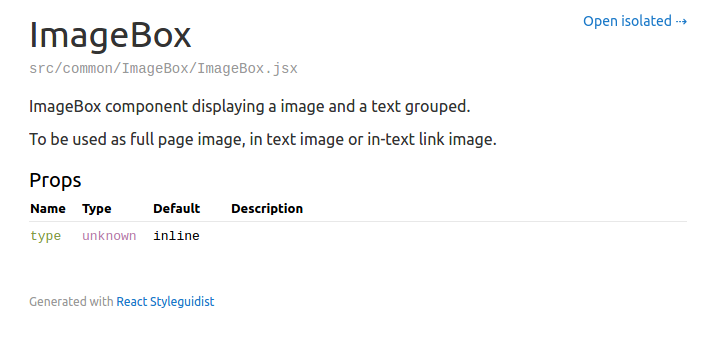 ImageBox
Open isolated ⇢
src/common/ImageBox/ImageBox.jsx
ImageBox component displaying a image and a text grouped.
To be used as full page image, in text image or in-text link image.
Props
Name Type Default Description
type unknown inline
Generated with React Styleguidist